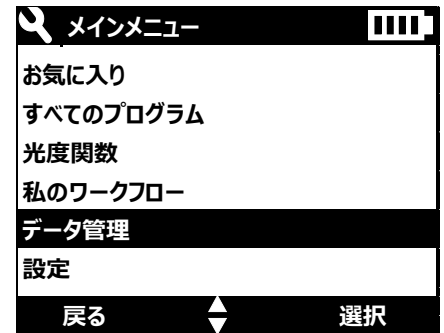 メインメニュー
お気に入り
すべてのプログラム
光度関数
私のワークフロー
データ管理
設定
戻る 選択